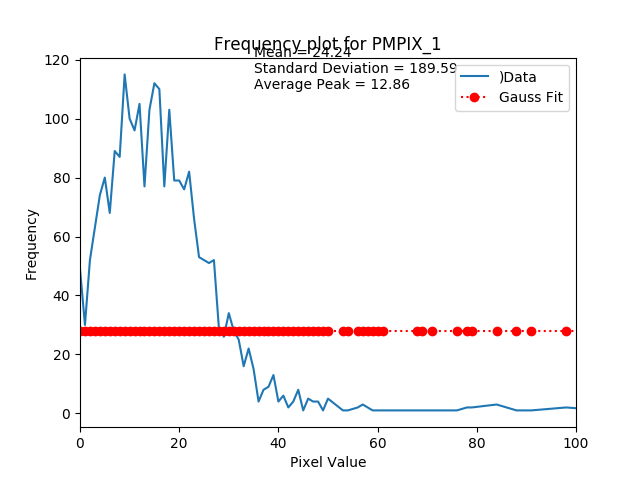 Frequency plot for PMPIX_1
Mean = 24.24
Standard Deviation = 189.59
Average Peak = 12.86
)Data
Gauss Fit
Frequency
120
100
80
60
40
20
0
0 20 40 60 80 100
Pixel Value